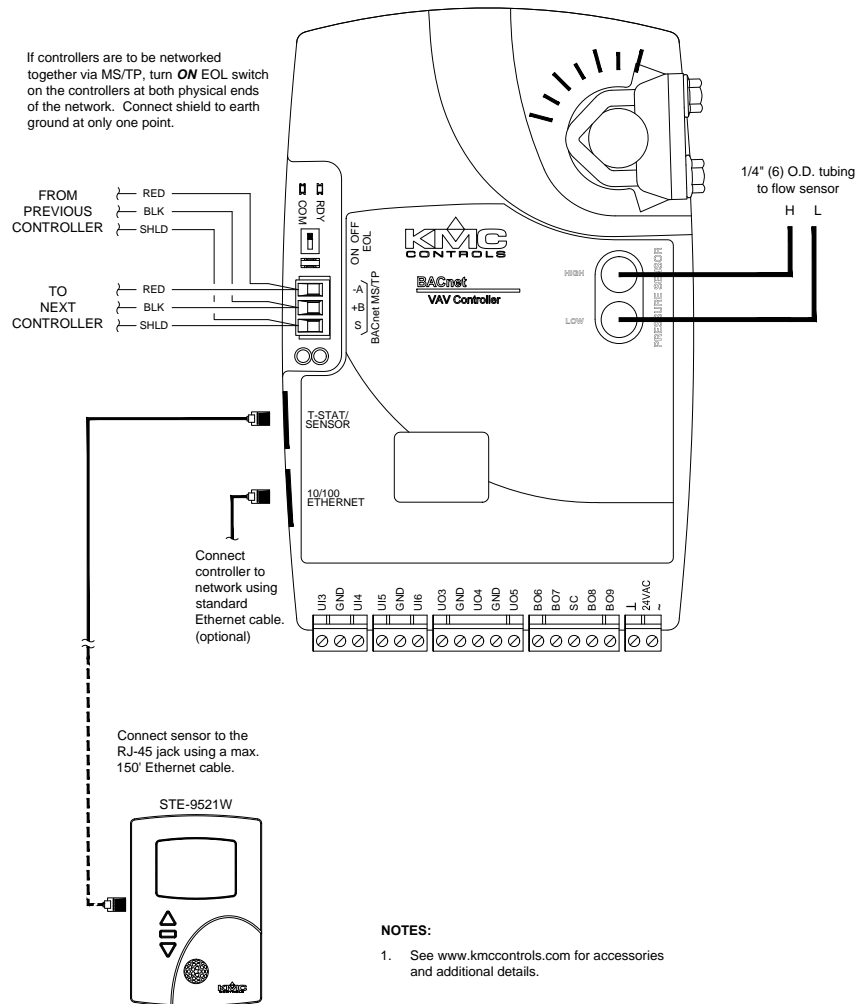 If controllers are to be networked
together via MS/TP, turn ON EOL switch
on the controllers at both physical ends
of the network. Connect shield to earth
ground at only one point.
1/4" (6) O.D. tubing
to flow sensor
H L
FROM
PREVIOUS
CONTROLLER
RED
BLK
SHLD
TO
NEXT
CONTROLLER
RED
BLK
SHLD
COM
RDY
ON OFF
EOL
-A
+B
S
BACnet MS/TP
KMC
CONTROLS
BACnet
VAV Controller
HIGH
LOW
PRESSURE SENSOR
T-STAT/
SENSOR
10/100
ETHERNET
Connect
controller to
network using
standard
Ethernet cable.
(optional)
UI3
GND
UI4
UI5
GND
UI6
UO3
GND
UO4
GND
UO5
BO6
BO7
SC
BO8
BO9
⊥
24VAC
~
Connect sensor to the
RJ-45 jack using a max.
150' Ethernet cable.
STE-9521W
KMC
NOTES:
1. See www.kmccontrols.com for accessories
and additional details.